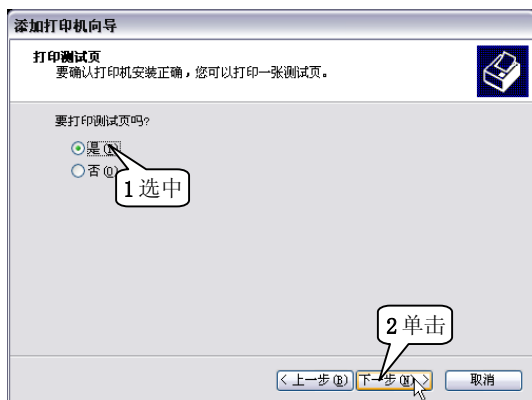 添加打印机向导
打印测试页
要确认打印机安装正确，您可以打印一张测试页。
要打印测试页吗?
是(Y)
否(O)
1 选中
2 单击
< 上一步(B)
下一步(N) >
取消